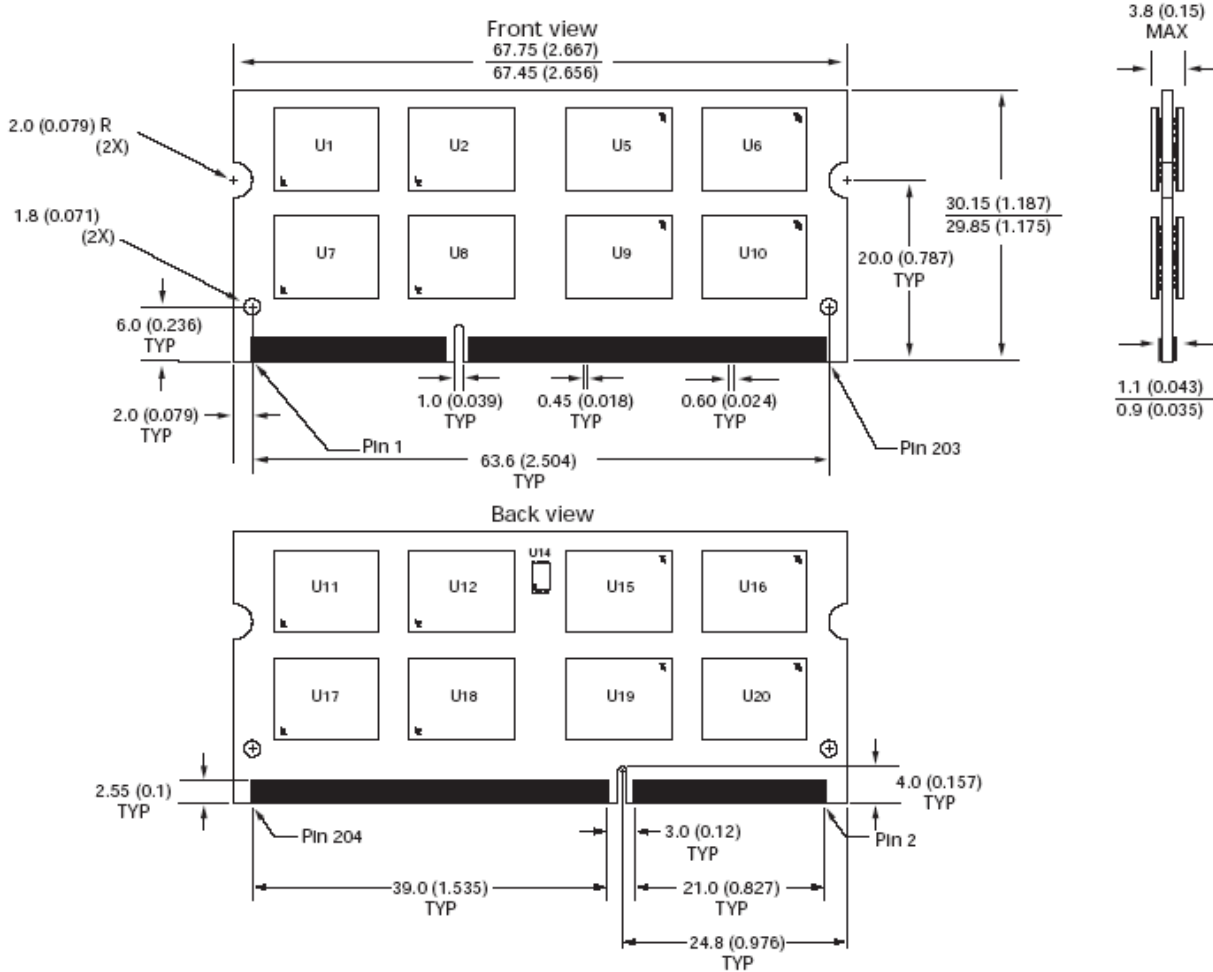 Front view
67.75 (2.667)
67.45 (2.656)
3.8 (0.15)
MAX
2.0 (0.079) R
(2X)
U1
U2
U5
U6
1.8 (0.071)
(2X)
30.15 (1.187)
29.85 (1.175)
U7
U8
U9
U10
20.0 (0.787)
TYP
6.0 (0.236)
TYP
2.0 (0.079)
TYP
1.0 (0.039)
TYP
0.45 (0.018)
TYP
0.60 (0.024)
TYP
1.1 (0.043)
0.9 (0.035)
Pin 1
Pin 203
63.6 (2.504)
TYP
Back view
U14
U11
U12
U15
U16
U17
U18
U19
U20
2.55 (0.1)
TYP
4.0 (0.157)
TYP
Pin 204
3.0 (0.12)
TYP
Pin 2
39.0 (1.535)
TYP
21.0 (0.827)
TYP
24.8 (0.976)
TYP